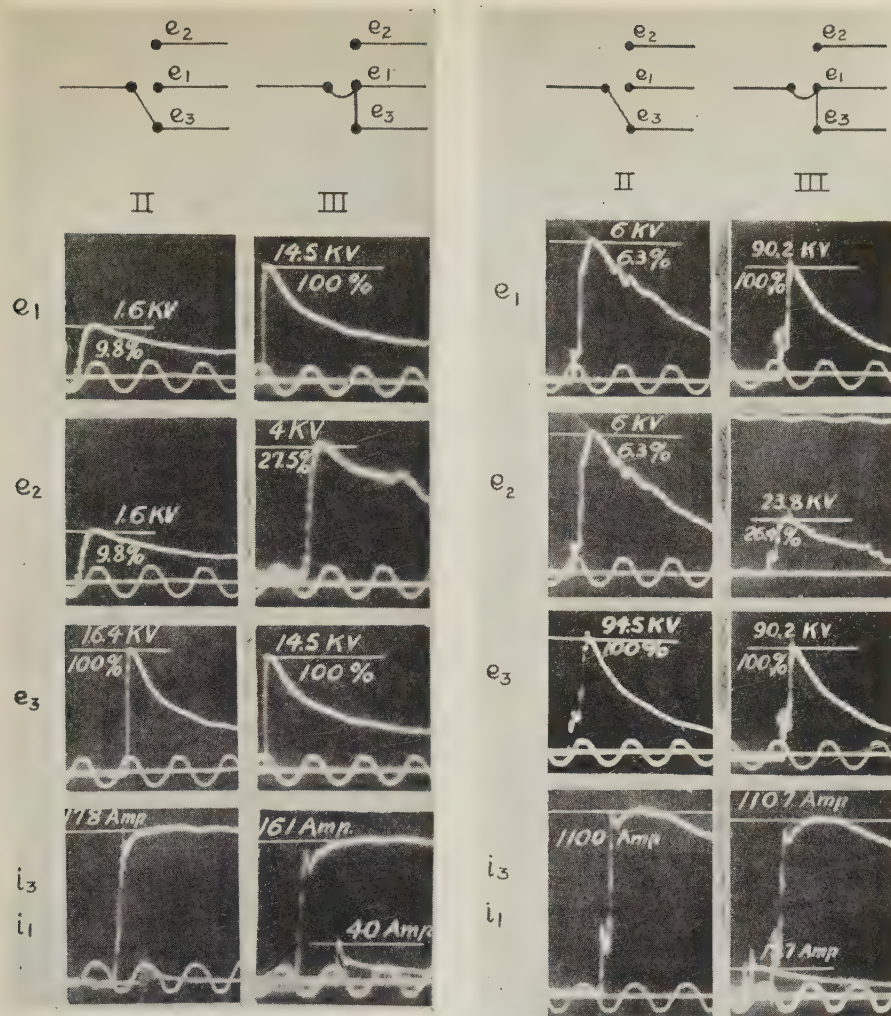 e2 e2 e2 e2
e1 e1 e1 e1
e3 e3 e3 e3
II III II III
e1 1.6 KV 9.8% 14.5 KV 100% e1 6 KV 6.3% 90.2 KV 100%
e2 1.6 KV 9.8% 4 KV 27.5% e2 6 KV 6.3% 23.8 KV
e3 16.4 KV 100% 14.5 KV 100% e3 94.5 KV 100% 90.2 KV 100%
178 Amp 161 Amp. 1100 Amp 1107 Amp
i3 i3
i1 40 Amp i1 Amp